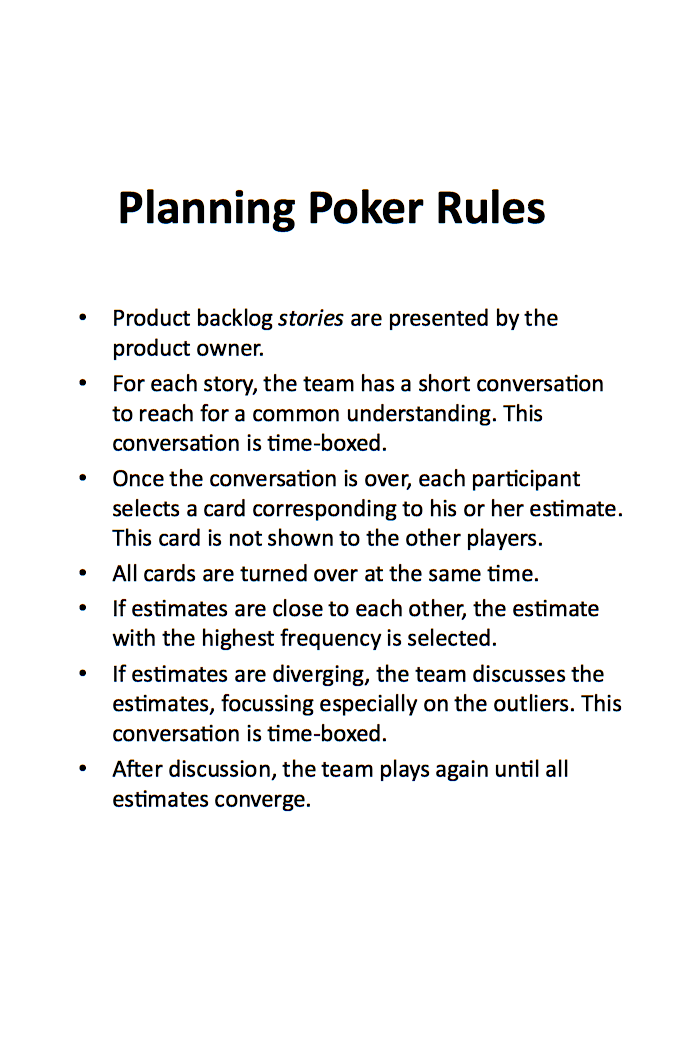 Planning Poker Rules
• Product backlog stories are presented by the
product owner.
• For each story, the team has a short conversation
to reach for a common understanding. This
conversation is time-boxed.
• Once the conversation is over, each participant
selects a card corresponding to his or her estimate.
This card is not shown to the other players.
• All cards are turned over at the same time.
• If estimates are close to each other, the estimate
with the highest frequency is selected.
• If estimates are diverging, the team discusses the
estimates, focussing especially on the outliers. This
conversation is time-boxed.
• After discussion, the team plays again until all
estimates converge.